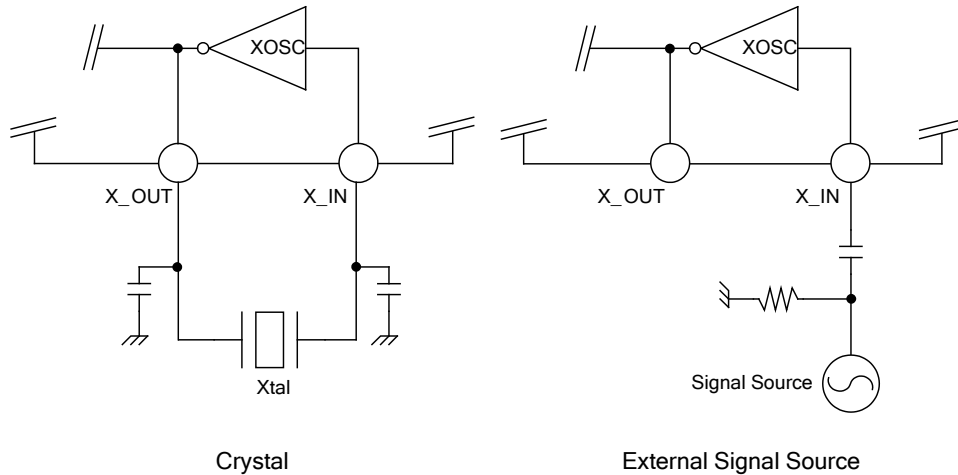 XOSC
XOSC
X_OUT
X_IN
X_OUT
X_IN
Xtal
Signal Source
Crystal
External Signal Source